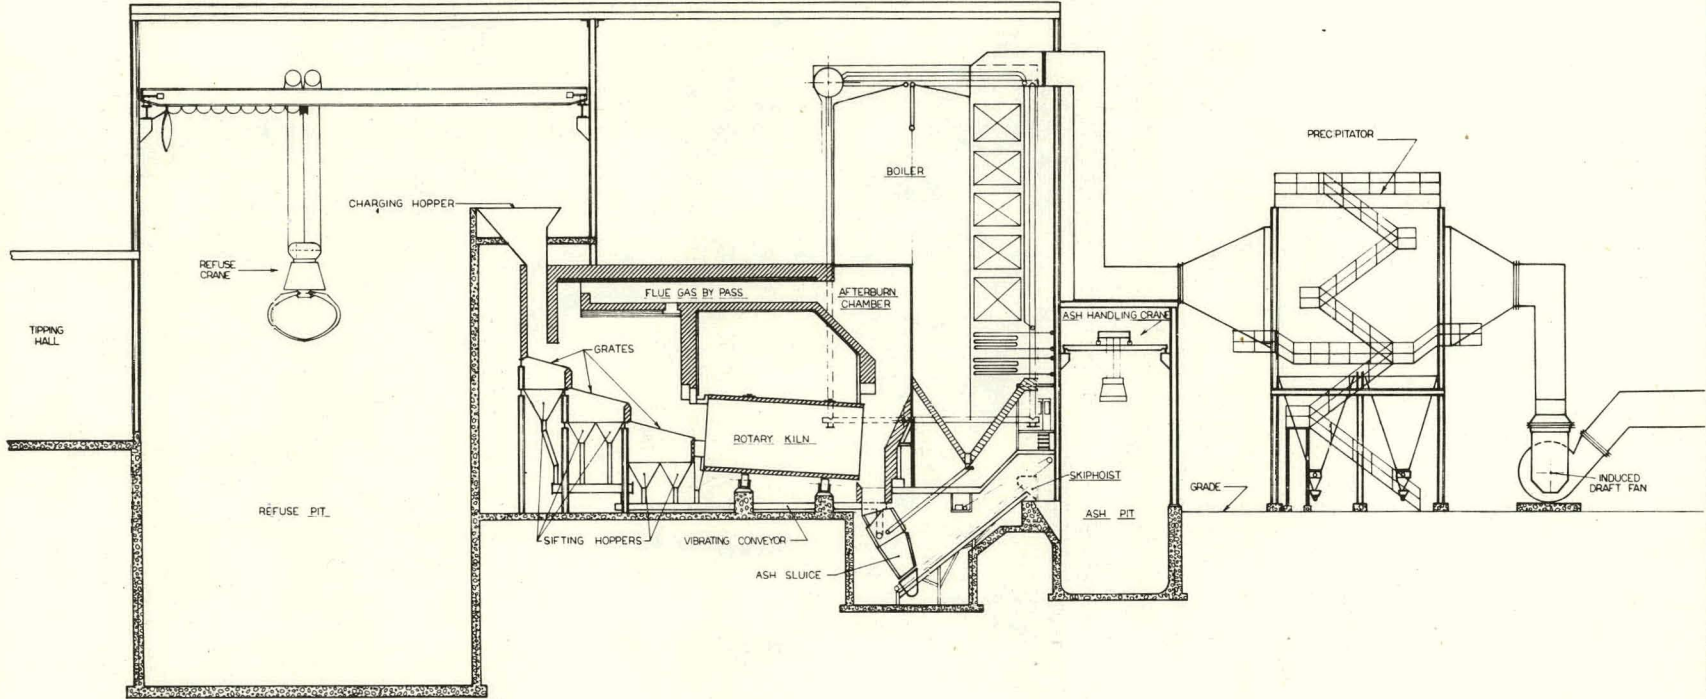 PRECIPITATOR
BOILER
CHARGING HOPPER
REFUSE
CRANE
FLUE GAS BY PASS
AFTERBURN
CHAMBER
ASH HANDLING CRANE
TIPPING
HALL
GRATES
ROTARY KILN
SKIPHOIST
INDUCED
DRAFT FAN
GRADE
REFUSE PIT
ASH PIT
SIFTING HOPPERS
VIBRATING CONVEYOR
ASH SLUICE